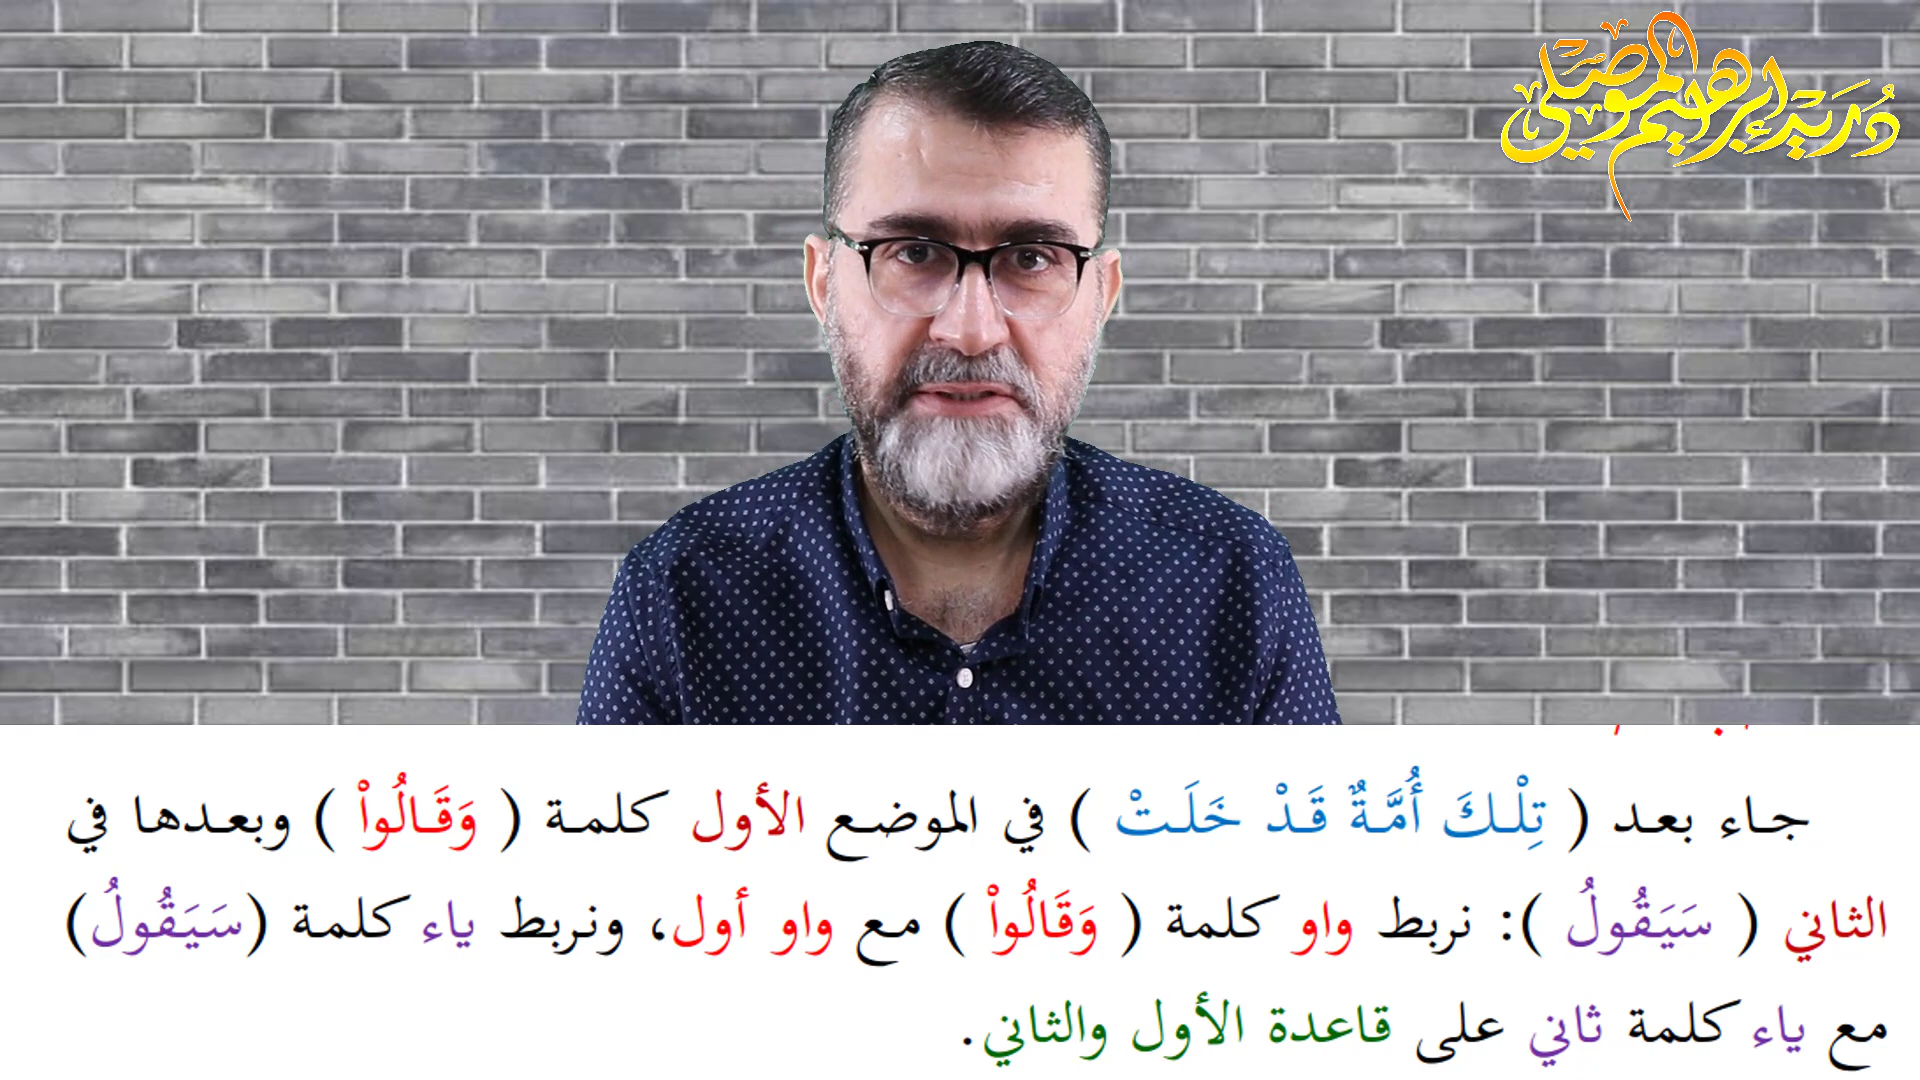 دُرَيْد إبراهيم الموصلي
جاء بعد ( تِلْكَ أُمَّةٌ قَدْ خَلَتْ ) في الموضع الأول كلمة ( وَقَالُواْ ) وبعدها في
الثاني ( سَيَقُولُ ): نربط واو كلمة ( وَقَالُواْ ) مع واو أول، ونربط ياء كلمة (سَيَقُولُ)
مع ياء كلمة ثاني على قاعدة الأول والثاني.